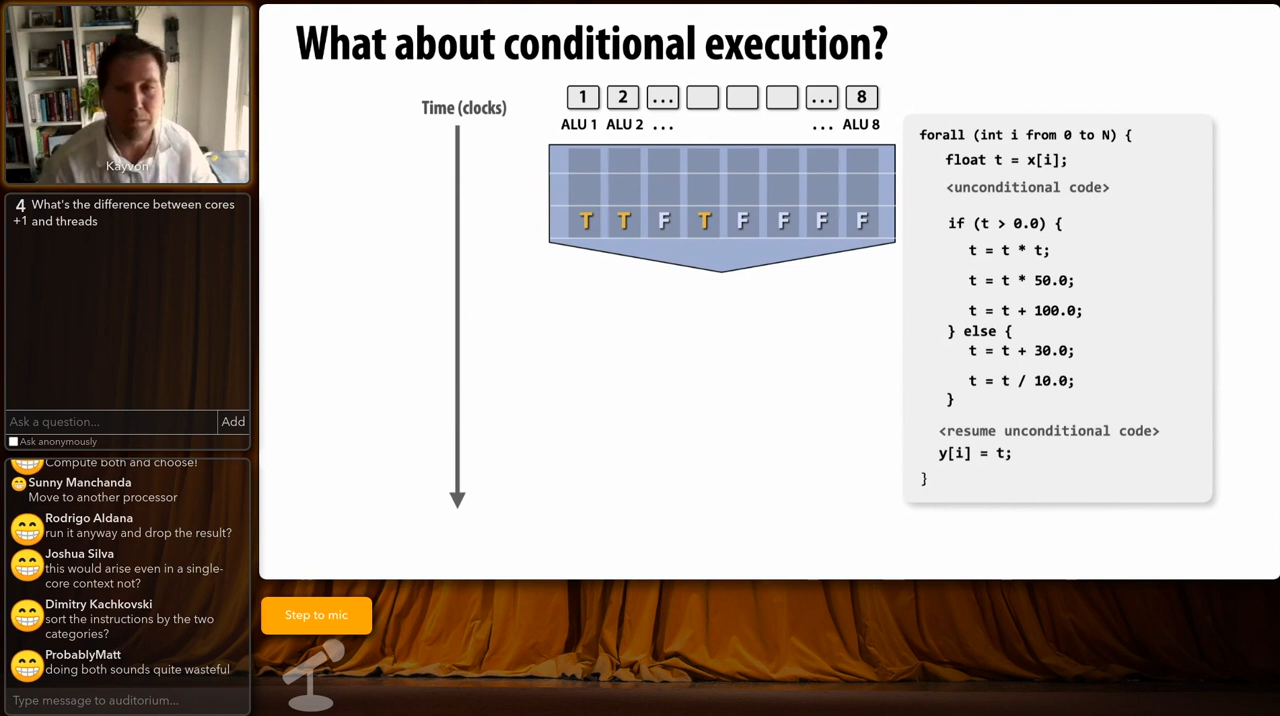 Kayvon
4 What's the difference between cores
+1 and threads
Ask a question...
Add
Ask anonymously
Compute both and choose!
Sunny Manchanda
Move to another processor
Rodrigo Aldana
run it anyway and drop the result?
Joshua Silva
this would arise even in a single-
core context not?
Dimitry Kachkovski
sort the instructions by the two
categories?
ProbablyMatt
doing both sounds quite wasteful
Type message to auditorium...
What about conditional execution?
Time (clocks)
1 2 ... ... 8
ALU 1 ALU 2 ... ... ALU 8
T T F T F F F F
forall (int i from 0 to N) {
float t = x[i];
<unconditional code>
if (t > 0.0) {
t = t * t;
t = t * 50.0;
t = t + 100.0;
} else {
t = t + 30.0;
t = t / 10.0;
}
<resume unconditional code>
y[i] = t;
}
Step to mic